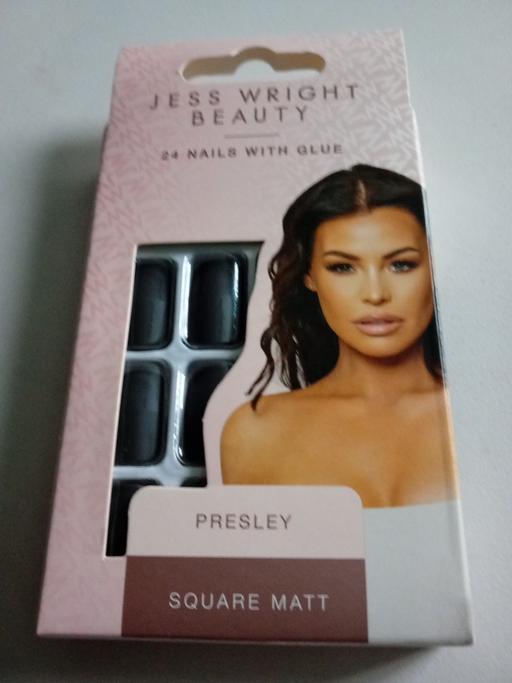 JESS WRIGHT
BEAUTY
24 NAILS WITH GLUE
PRESLEY
SQUARE MATT